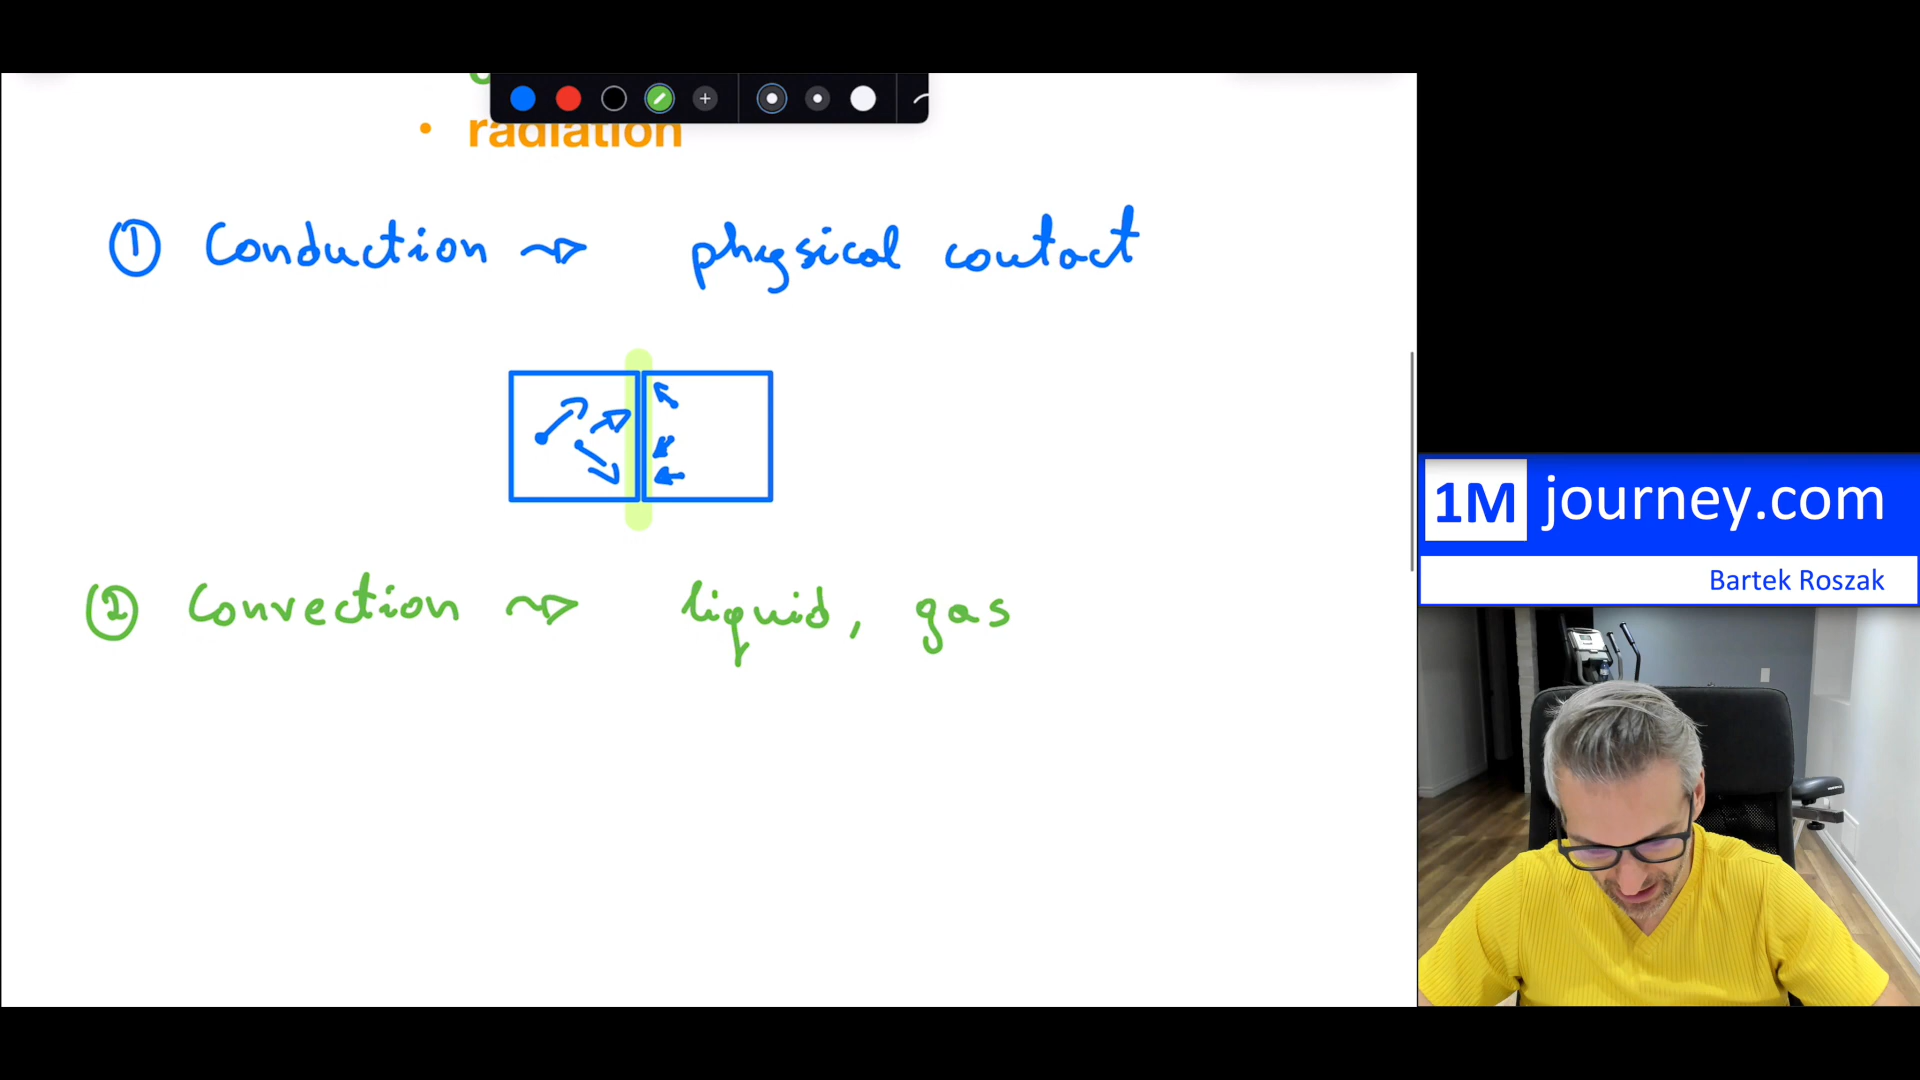 • radiation
① Conduction physical contact
② Convection liquid, gas
1M journey.com
Bartek Roszak